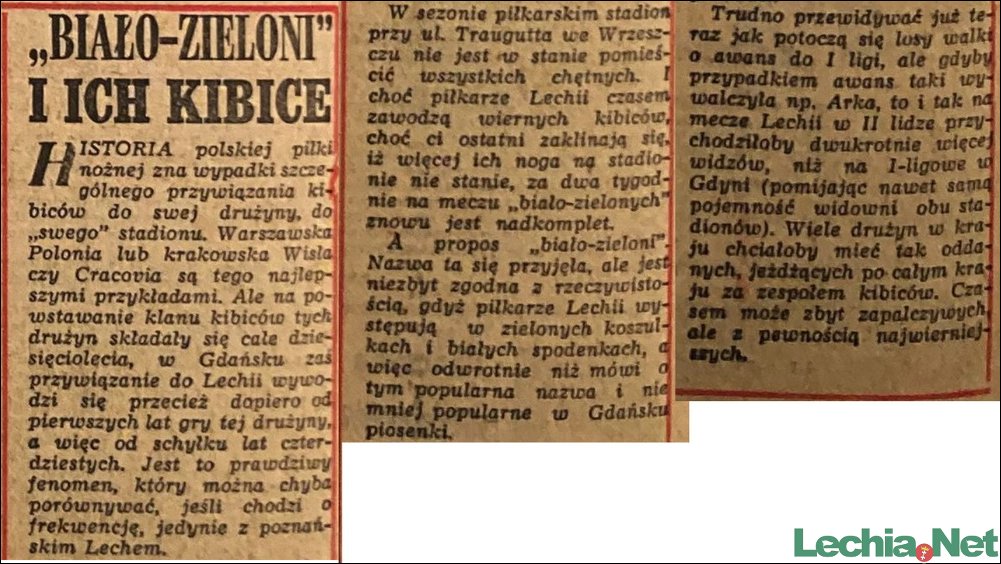 „BIAŁO-ZIELONI”
I ICH KIBICE
HISTORIA polskiej piłki
nożnej zna wypadki szcze-
gólnego przywiązania ki-
biców do swej drużyny, do
„swego” stadionu. Warszawska
Polonia lub krakowska Wisła
czy Cracovia są tego najlep-
szymi przykładami. Ale na po-
wstawanie klanu kibiców tych
drużyn składały się całe dzie-
sięciolecia, w Gdańsku zaś
przywiązanie do Lechii wywo-
dzi się przecież dopiero od
pierwszych lat gry tej drużyny,
a więc od schyłku lat czter-
dziestych. Jest to prawdziwy
fenomen, który można chyba
porównywać, jeśli chodzi o
frekwencję, jedynie z poznań-
skim Lechem.
W sezonie piłkarskim stadion
przy ul. Traugutta we Wrzesz-
czu nie jest w stanie pomieś-
cić wszystkich chętnych. I
choć piłkarze Lechii czasem
zawodzą wiernych kibiców,
choć ci ostatni zaklinają się,
iż więcej ich noga na stadio-
nie nie stanie, za dwa tygod-
nie na meczu „biało-zielonych”
znowu jest nadkomplet.
A propos „biało-zieloni”.
Nazwa ta się przyjęła, ale jest
niezbyt zgodna z rzeczywisto-
ścią, gdyż piłkarze Lechii wy-
stępują w zielonych koszul-
kach i białych spodenkach, a
więc odwrotnie niż mówi o
tym popularna nazwa i nie
mniej popularne w Gdańsku
piosenki.
Trudno przewidywać już te-
raz jak potoczą się losy walki
o awans do I ligi, ale gdyby
przypadkiem awans taki wy-
walczyła np. Arka, to i tak na
mecze Lechii w II lidze przy-
chodziłoby dwukrotnie więcej
widzów, niż na I-ligowe w
Gdyni (pomijając nawet samą
pojemność widowni obu sta-
dionów). Wiele drużyn w kra-
ju chciałoby mieć tak odda-
nych, jeżdżących po całym kra-
ju za zespołem kibiców. Cza-
sem może zbyt zapalczywych,
ale z pewnością najwierniej-
szych.
Lechia.Net